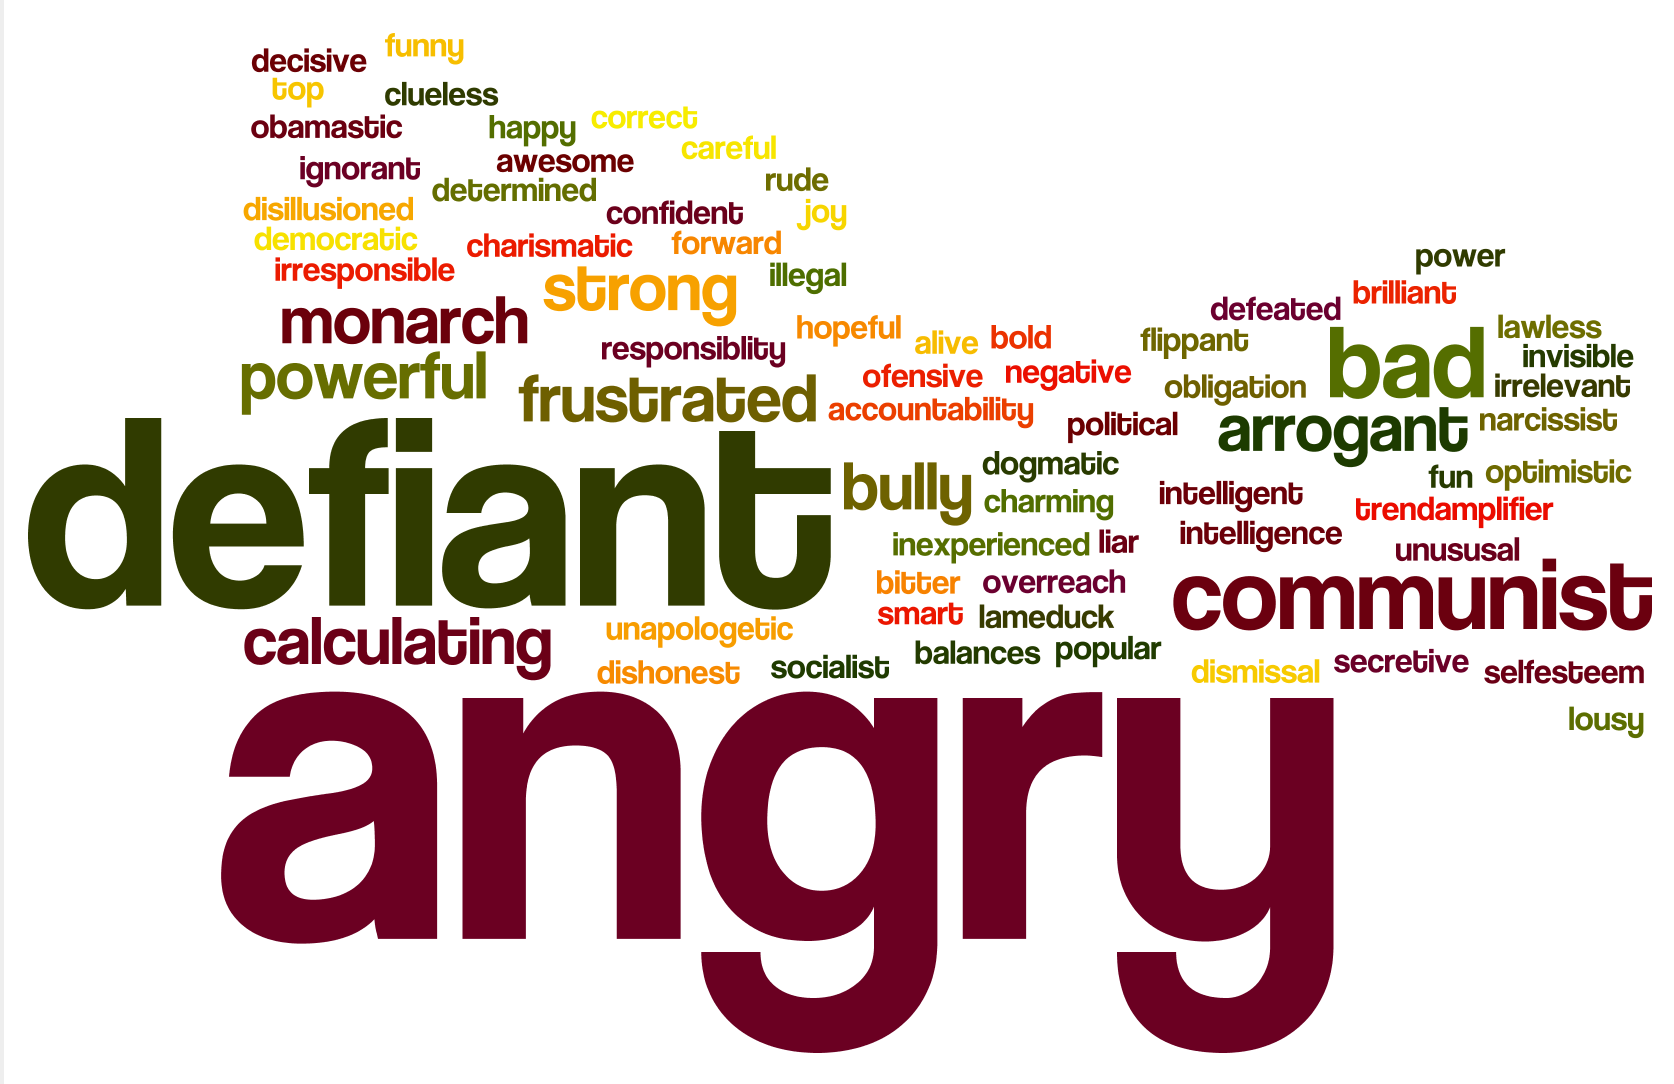 funny
decisive
top
clueless
obamastic
happy
correct
ignorant
awesome
careful
determined
rude
disillusioned
confident
joy
democratic
charismatic
forward
irresponsible
strong
illegal
monarch
responsiblity
hopeful
alive
bold
powerful
frustrated
ofensive
negative
accountability
power
defeated
brilliant
flippant
bad
lawless
invisible
obligation
irrelevant
political
arrogant
narcissist
defiant
bully
dogmatic
charming
intelligent
fun
optimistic
trendamplifier
inexperienced
liar
intelligence
unususal
bitter
overreach
communist
smart
lameduck
calculating
unapologetic
dishonest
socialist
balances
popular
dismissal
secretive
selfesteem
lousy
angry